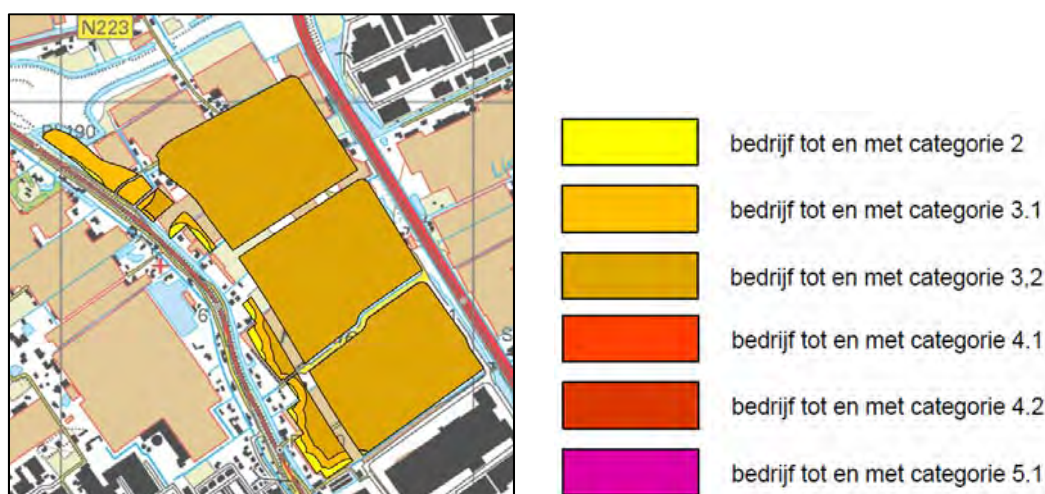 N223
6
1
bedrijf tot en met categorie 2
bedrijf tot en met categorie 3.1
bedrijf tot en met categorie 3,2
bedrijf tot en met categorie 4.1
bedrijf tot en met categorie 4.2
bedrijf tot en met categorie 5.1